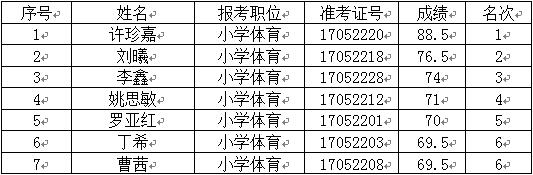 序号 姓名 报考职位 准考证号 成绩 名次
1 许珍嘉 小学体育 17052220 88.5 1
2 刘曦 小学体育 17052218 76.5 2
3 李鑫 小学体育 17052228 74 3
4 姚思敏 小学体育 17052212 71 4
5 罗亚红 小学体育 17052201 70 5
6 丁希 小学体育 17052203 69.5 6
7 曹茜 小学体育 17052208 69.5 6